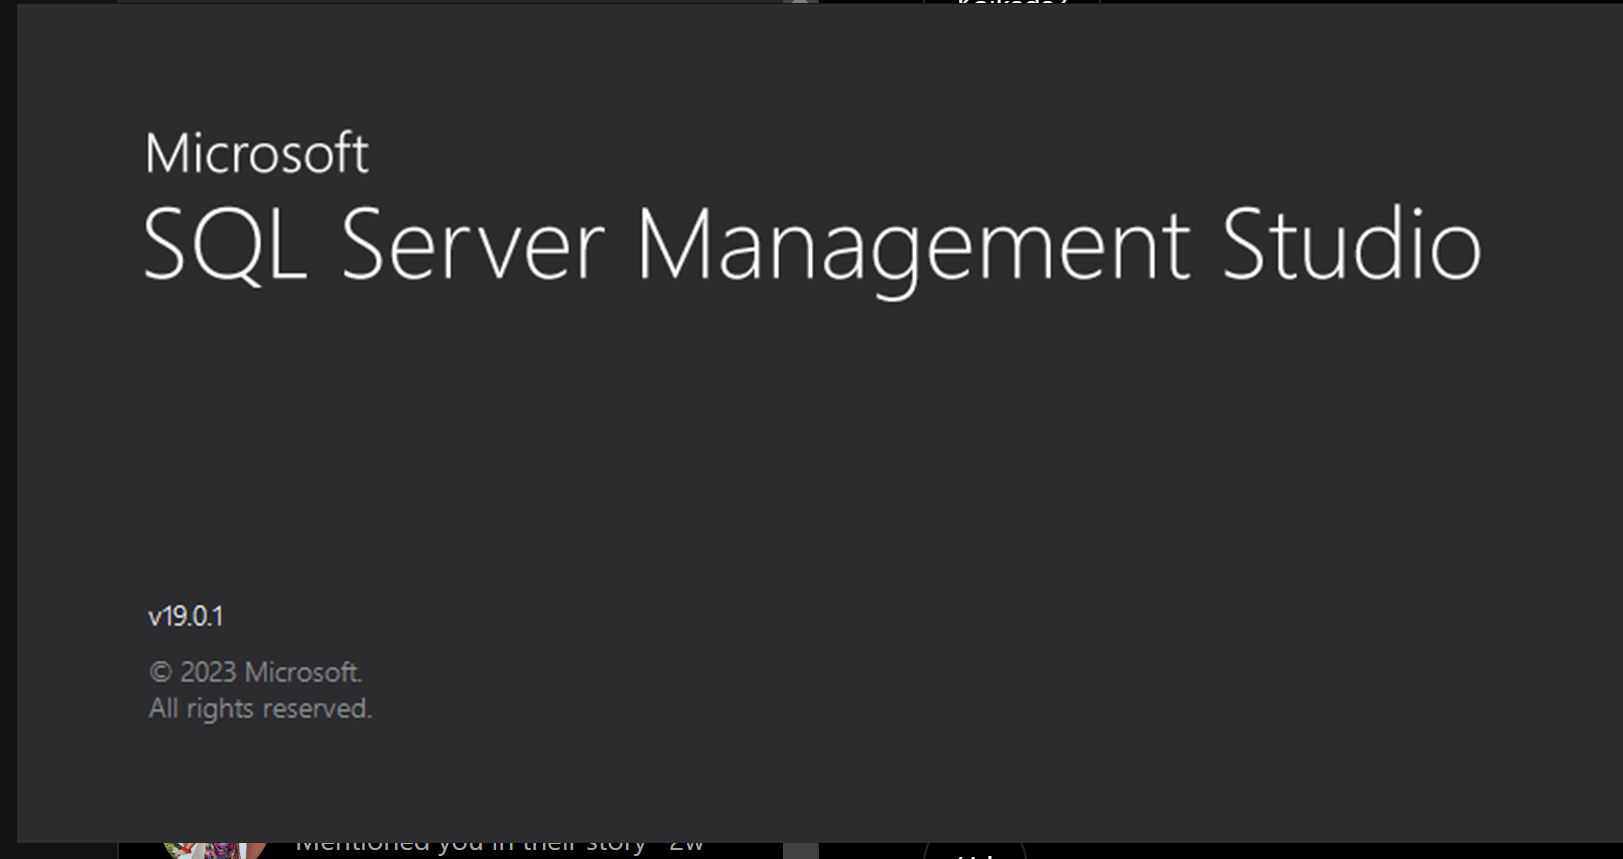 Microsoft
SQL Server Management Studio
v19.0.1
© 2023 Microsoft.
All rights reserved.
Mentioned you in their story 2w